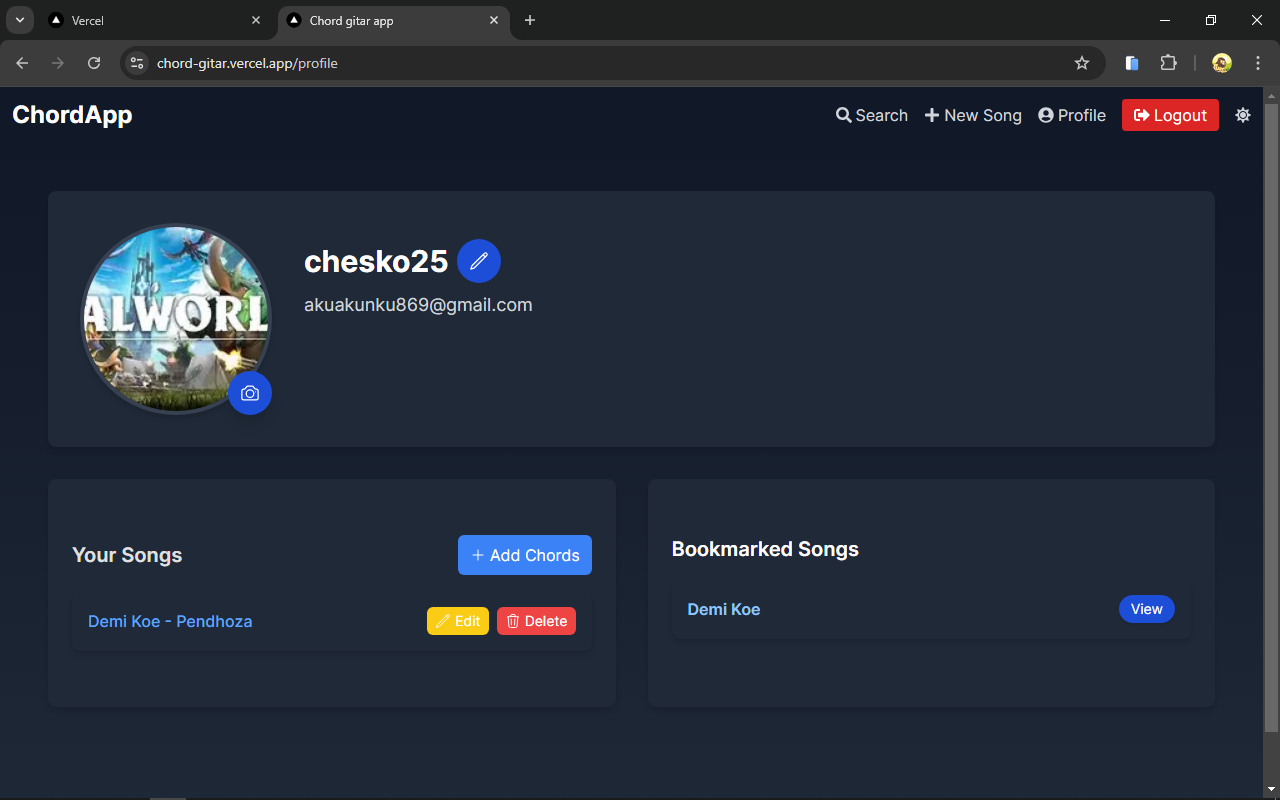 Vercel
Chord gitar app
chord-gitar.vercel.app/profile
ChordApp
Search
New Song
Profile
Logout
ALWORL
chesko25
akuakunku869@gmail.com
Your Songs
Add Chords
Demi Koe - Pendhoza
Edit
Delete
Bookmarked Songs
Demi Koe
View